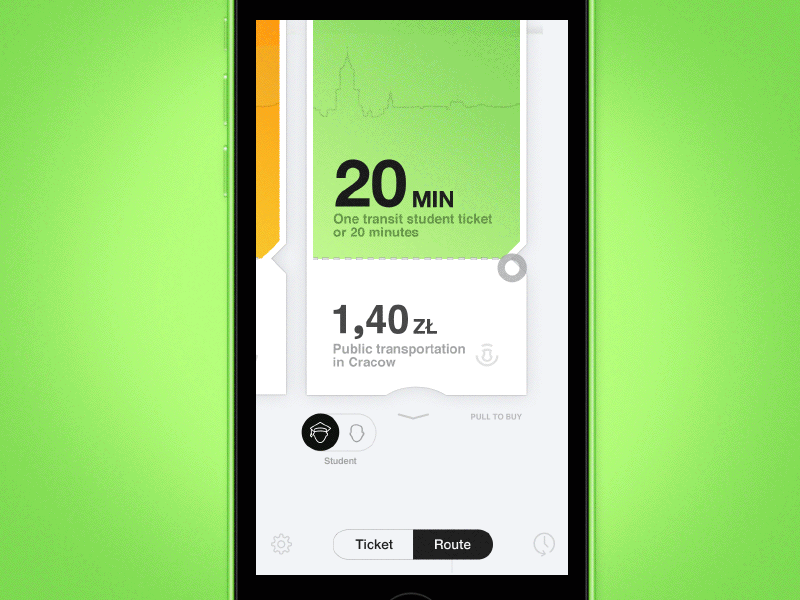 20 MIN
One transit student ticket
or 20 minutes
1,40 ZŁ
Public transportation
in Cracow
PULL TO BUY
Student
Ticket Route